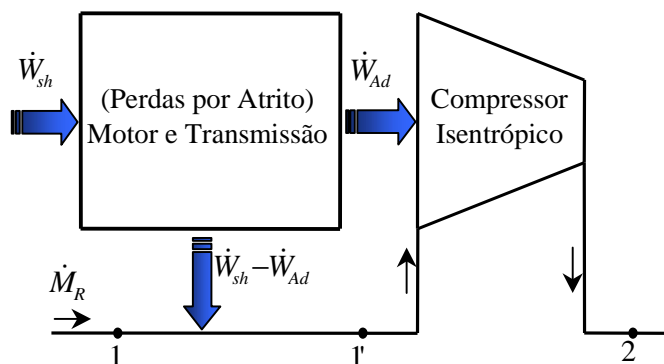 Ẇsh
(Perdas por Atrito)
Motor e Transmissão
ẆAd
Compressor
Isentrópico
Ẇsh−ẆAd
ṀR
1
1'
2